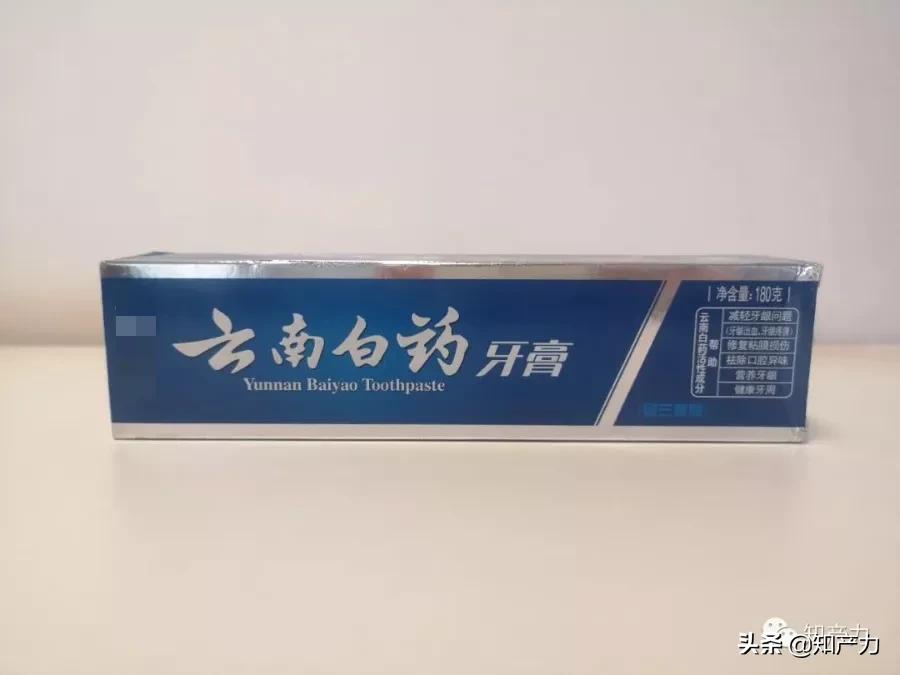 云南白药牙膏
Yunnan Baiyao Toothpaste
净含量:180克
云南白药活性成分
帮助
减轻牙龈问题
(牙龈出血、牙龈疼痛)
修复粘膜损伤
祛除口腔异味
营养牙龈
健康牙周
知产力
头条 @知产力